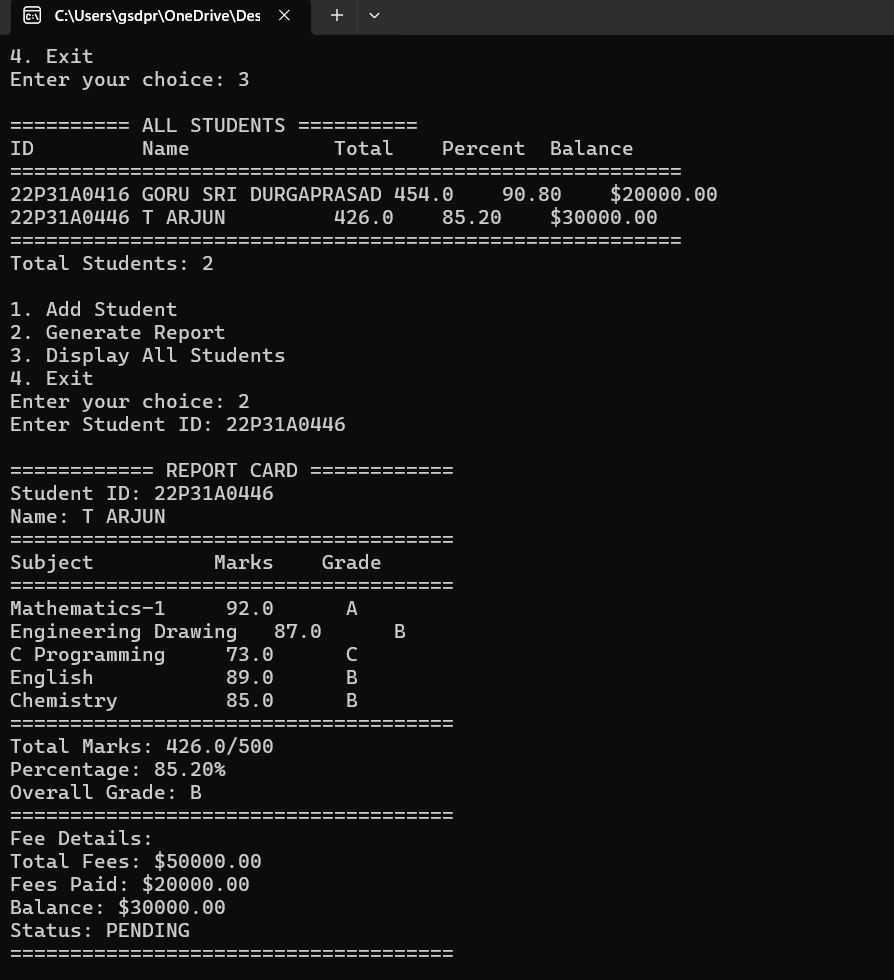 C:\Users\gsdpr\OneDrive\Des
4. Exit
Enter your choice: 3
========== ALL STUDENTS ==========
ID         Name            Total    Percent  Balance
========================================================
22P31A0416 GORU SRI DURGAPRASAD 454.0    90.80    $20000.00
22P31A0446 T ARJUN         426.0    85.20    $30000.00
========================================================
Total Students: 2
1. Add Student
2. Generate Report
3. Display All Students
4. Exit
Enter your choice: 2
Enter Student ID: 22P31A0446
============ REPORT CARD ============
Student ID: 22P31A0446
Name: T ARJUN
=====================================
Subject          Marks    Grade
=====================================
Mathematics-1     92.0      A
Engineering Drawing   87.0      B
C Programming     73.0      C
English           89.0      B
Chemistry         85.0      B
=====================================
Total Marks: 426.0/500
Percentage: 85.20%
Overall Grade: B
=====================================
Fee Details:
Total Fees: $50000.00
Fees Paid: $20000.00
Balance: $30000.00
Status: PENDING
=====================================